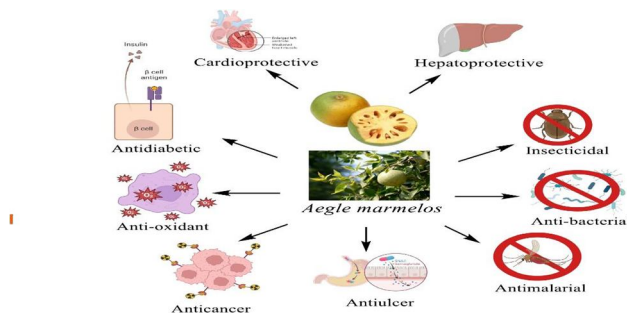 Cardioprotective
Hepatoprotective
Insulin
β cell
antigen
β cell
Antidiabetic
Insecticidal
Aegle marmelos
Anti-oxidant
Anti-bacteria
Anticancer
Antiulcer
Antimalarial